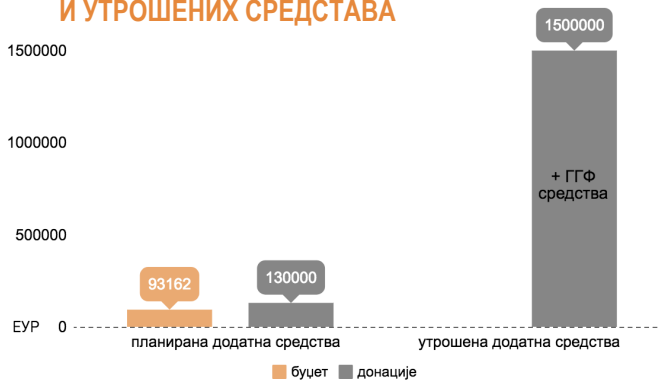 И УТРОШЕНИХ СРЕДСТАВА
1500000
1500000
1000000
+ ГГФ
средства
500000
93162
130000
ЕУР 0
планирана додатна средства
утрошена додатна средства
буџет
донације